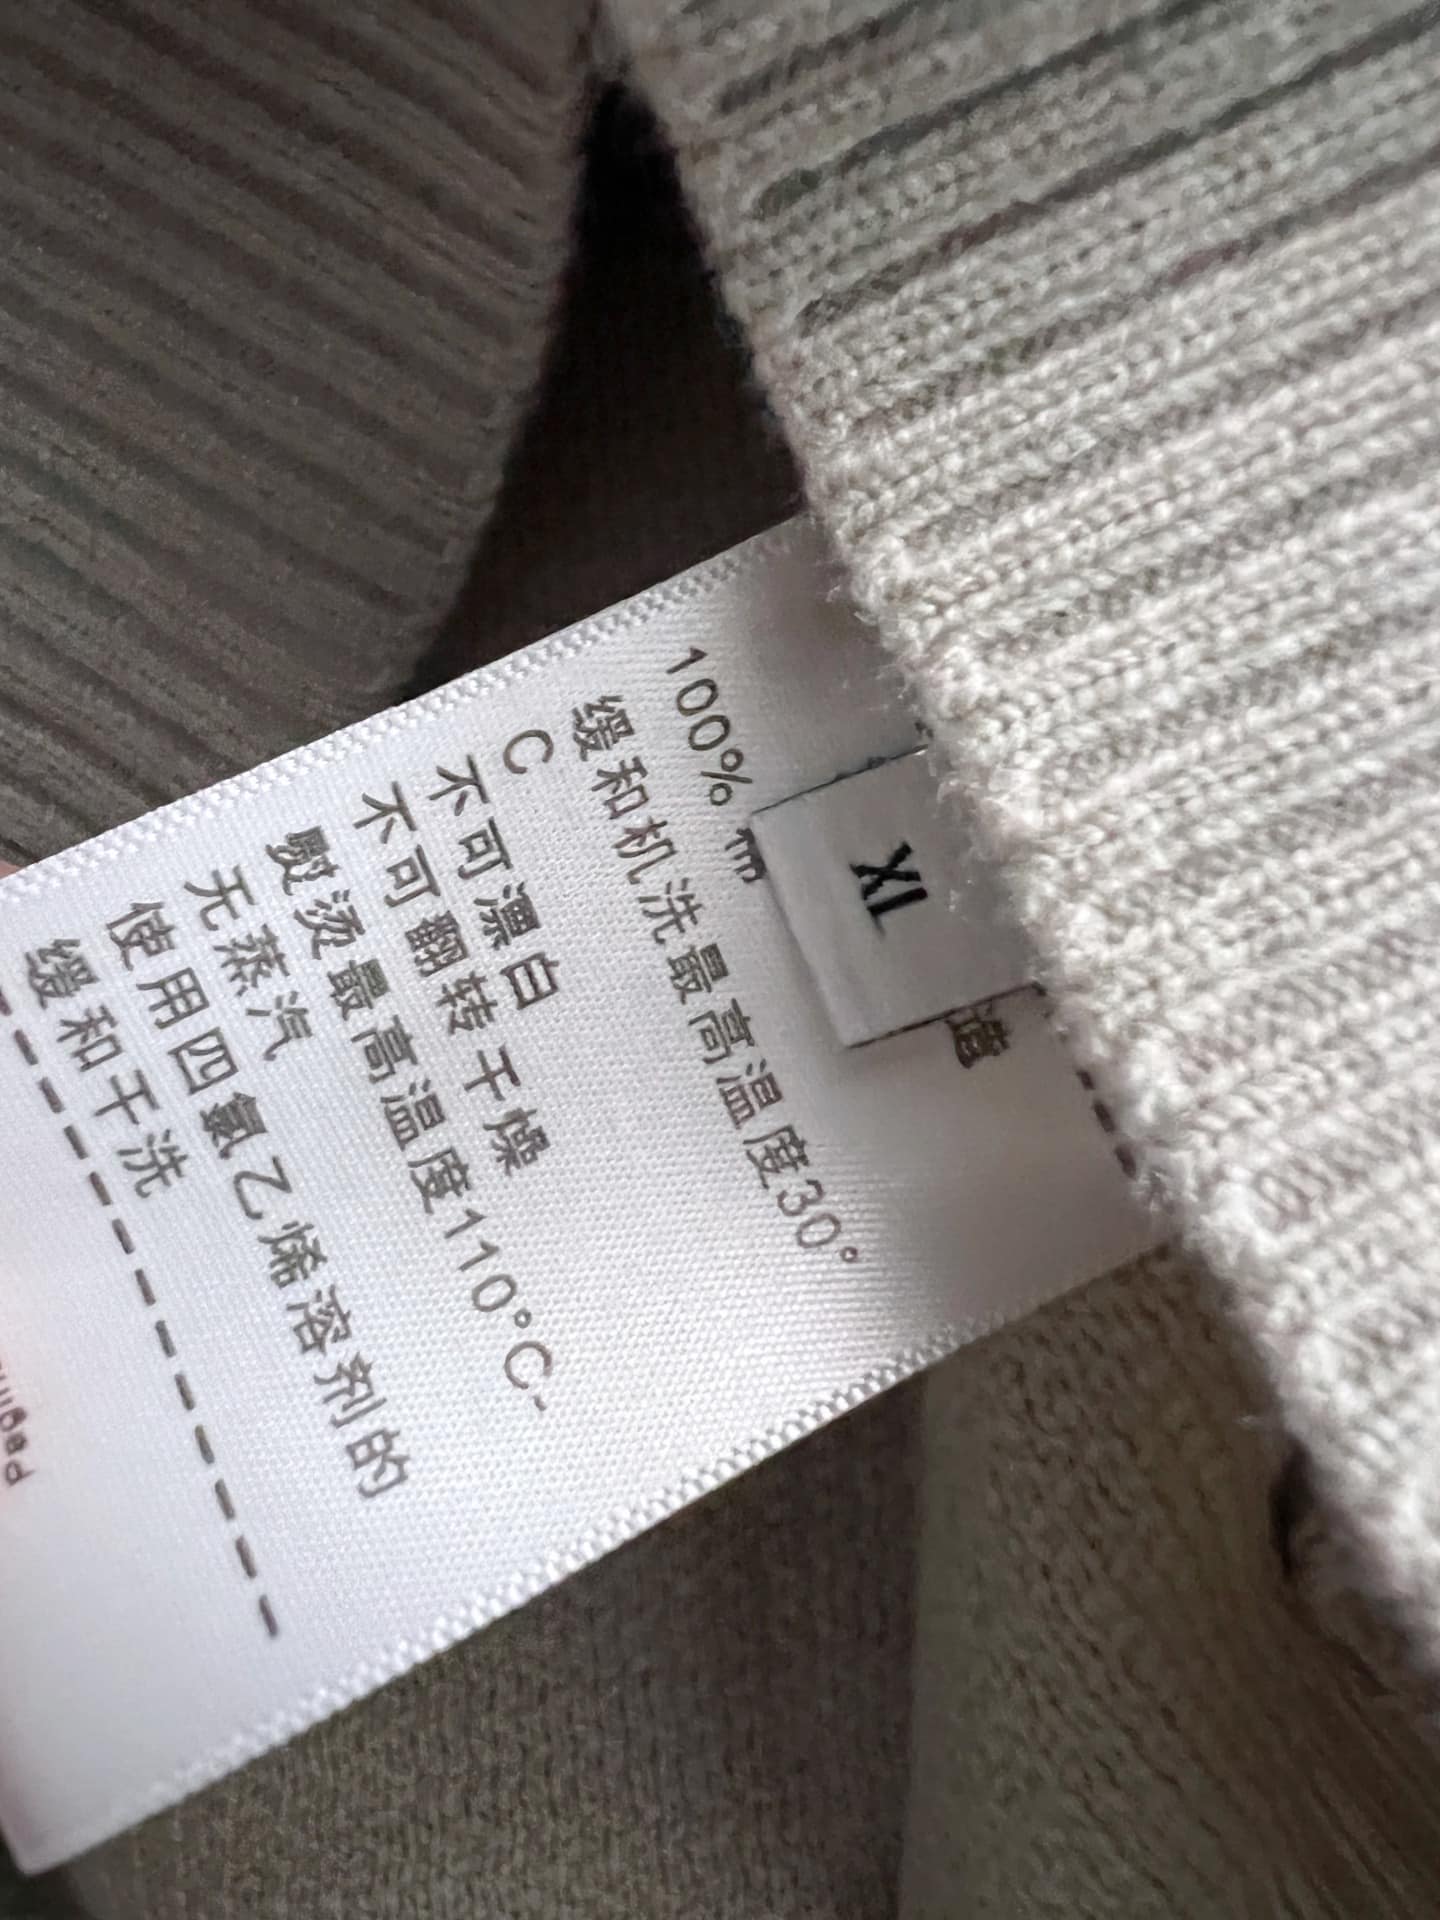 造
XL
100% 棉
缓和机洗最高温度30°
C
不可漂白
不可翻转干燥
熨烫最高温度110°C-
无蒸汽
使用四氯乙烯溶剂的
缓和干洗